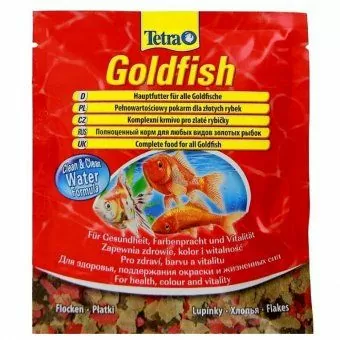 Tetra
Goldfish
D Hauptfutter für alle Goldfische
PL Pełnowartościowy pokarm dla złotych rybek
CZ Komplexní krmivo pro zlaté rybičky
RUS Полноценный корм для любых видов золотых рыбок
UK Complete food for all Goldfish
Clean & Clear
Water
Formula
Für Gesundheit, Farbenpracht und Vitalität
Zapewnia zdrowie, kolor i witalność
Pro zdraví, barvu a vitalitu
Для здоровья, поддержания окраски и жизненных сил
For health, colour and vitality
Flocken · Płatki
Lupínky · Хлопья · Flakes